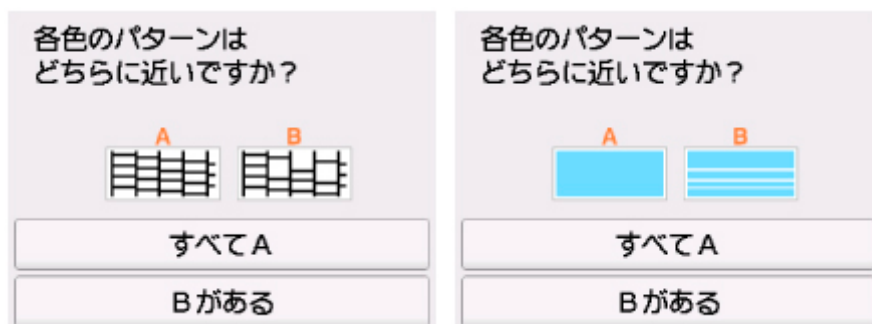 各色のパターンは
どちらに近いですか？
A B
すべてA
Bがある
各色のパターンは
どちらに近いですか？
A B
すべてA
Bがある